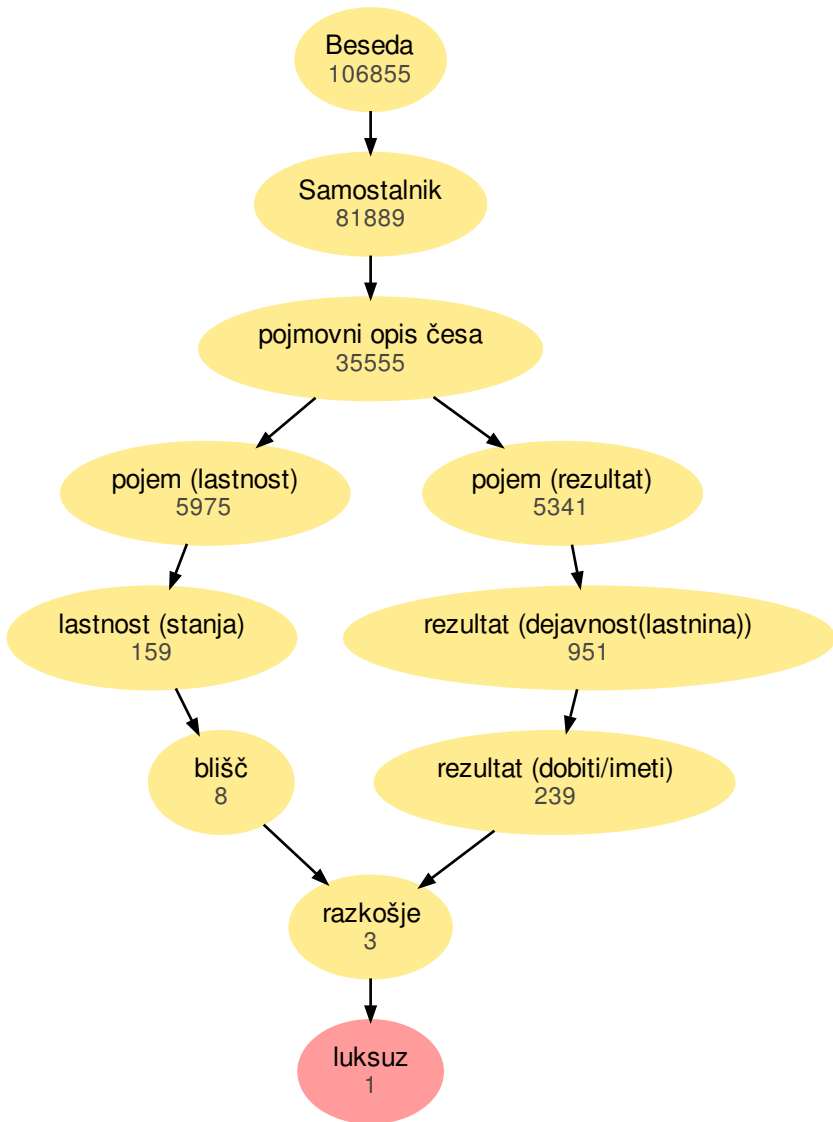 Beseda
106855
Samostalnik
81889
pojmovni opis česa
35555
pojem (lastnost)
5975
pojem (rezultat)
5341
lastnost (stanja)
159
rezultat (dejavnost(lastnina))
951
blišč
8
rezultat (dobiti/imeti)
239
razkošje
3
luksuz
1